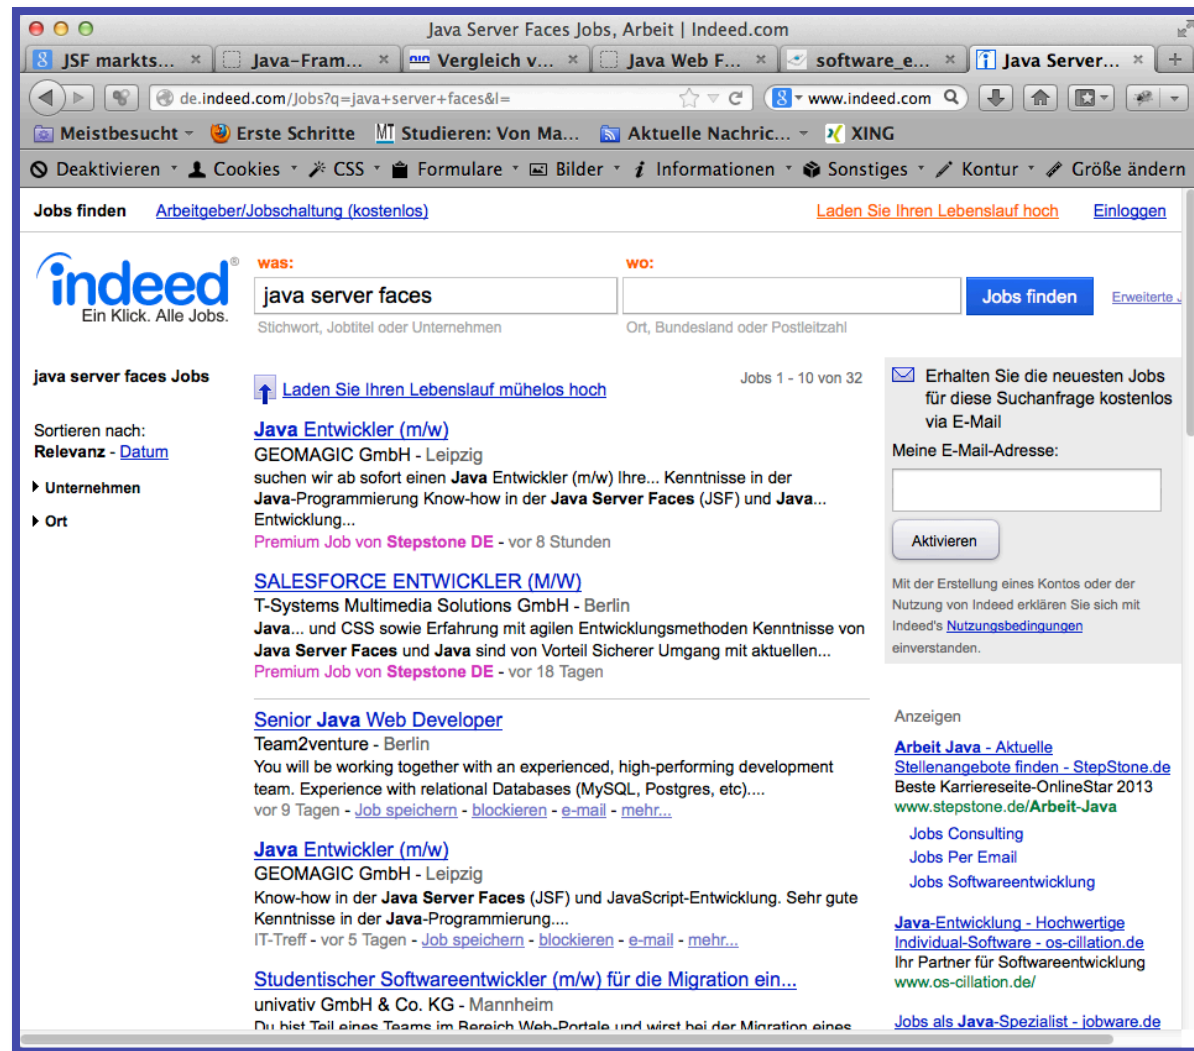 Java Server Faces Jobs, Arbeit | Indeed.com
JSF markts... Java-Fram... Vergleich v... Java Web F... software_e... Java Server...
de.indeed.com/Jobs?q=java+server+faces&l= www.indeed.com
Meistbesucht Erste Schritte MT Studieren: Von Ma... Aktuelle Nachric... XING
Deaktivieren Cookies CSS Formulare Bilder Informationen Sonstiges Kontur Größe ändern
Jobs finden Arbeitgeber/Jobschaltung (kostenlos) Laden Sie Ihren Lebenslauf hoch Einloggen
indeed®
Ein Klick. Alle Jobs.
was: wo:
java server faces Jobs finden Erweiterte
Stichwort, Jobtitel oder Unternehmen Ort, Bundesland oder Postleitzahl
java server faces Jobs
Sortieren nach:
Relevanz - Datum
Unternehmen
Ort
Laden Sie Ihren Lebenslauf mühelos hoch Jobs 1 - 10 von 32
Java Entwickler (m/w)
GEOMAGIC GmbH - Leipzig
suchen wir ab sofort einen Java Entwickler (m/w) Ihre... Kenntnisse in der
Java-Programmierung Know-how in der Java Server Faces (JSF) und Java...
Entwicklung...
Premium Job von Stepstone DE - vor 8 Stunden
SALESFORCE ENTWICKLER (M/W)
T-Systems Multimedia Solutions GmbH - Berlin
Java... und CSS sowie Erfahrung mit agilen Entwicklungsmethoden Kenntnisse von
Java Server Faces und Java sind von Vorteil Sicherer Umgang mit aktuellen...
Premium Job von Stepstone DE - vor 18 Tagen
Senior Java Web Developer
Team2venture - Berlin
You will be working together with an experienced, high-performing development
team. Experience with relational Databases (MySQL, Postgres, etc)....
vor 9 Tagen - Job speichern - blockieren - e-mail - mehr...
Java Entwickler (m/w)
GEOMAGIC GmbH - Leipzig
Know-how in der Java Server Faces (JSF) und JavaScript-Entwicklung. Sehr gute
Kenntnisse in der Java-Programmierung....
IT-Treff - vor 5 Tagen - Job speichern - blockieren - e-mail - mehr...
Studentischer Softwareentwickler (m/w) für die Migration ein...
univativ GmbH & Co. KG - Mannheim
Du bist Teil eines Teams im Bereich Web-Portale und wirst bei der Migration eines
Erhalten Sie die neuesten Jobs
für diese Suchanfrage kostenlos
via E-Mail
Meine E-Mail-Adresse:
Aktivieren
Mit der Erstellung eines Kontos oder der
Nutzung von Indeed erklären Sie sich mit
Indeed's Nutzungsbedingungen
einverstanden.
Anzeigen
Arbeit Java - Aktuelle
Stellenangebote finden - StepStone.de
Beste Karriereseite-OnlineStar 2013
www.stepstone.de/Arbeit-Java
Jobs Consulting
Jobs Per Email
Jobs Softwareentwicklung
Java-Entwicklung - Hochwertige
Individual-Software - os-cillation.de
Ihr Partner für Softwareentwicklung
www.os-cillation.de/
Jobs als Java-Spezialist - jobware.de